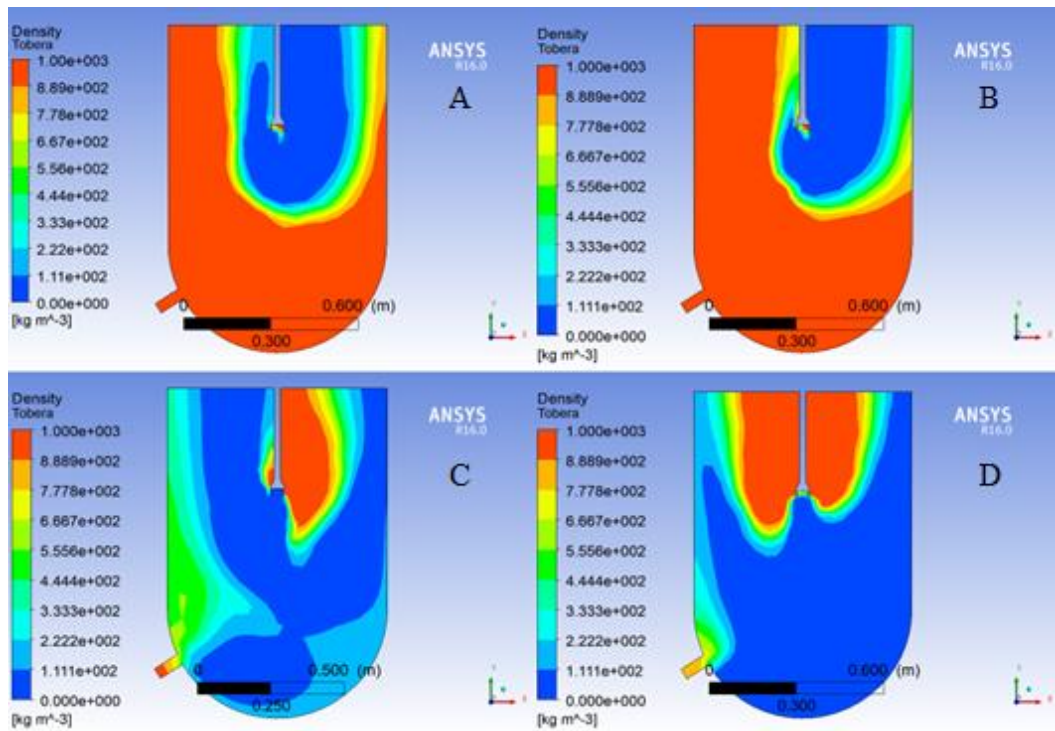 Density
Tobera
1.00e+003
8.89e+002
7.78e+002
6.67e+002
5.56e+002
4.44e+002
3.33e+002
2.22e+002
1.11e+002
0.00e+000
[kg m^-3]
ANSYS
R16.0
A
0 0.600 (m)
0.300
Density
Tobera
1.000e+003
8.889e+002
7.778e+002
6.667e+002
5.556e+002
4.444e+002
3.333e+002
2.222e+002
1.111e+002
0.000e+000
[kg m^-3]
ANSYS
R16.0
B
0 0.600 (m)
0.300
Density
Tobera
1.000e+003
8.889e+002
7.778e+002
6.667e+002
5.556e+002
4.444e+002
3.333e+002
2.222e+002
1.111e+002
0.000e+000
[kg m^-3]
ANSYS
R16.0
C
0 0.500 (m)
0.250
Density
Tobera
1.000e+003
8.889e+002
7.778e+002
6.667e+002
5.556e+002
4.444e+002
3.333e+002
2.222e+002
1.111e+002
0.000e+000
[kg m^-3]
ANSYS
R16.0
D
0 0.600 (m)
0.300